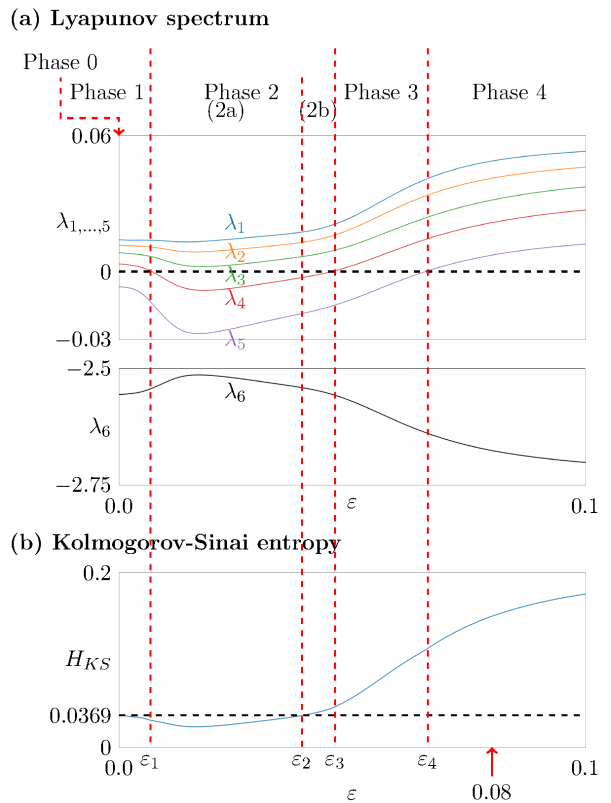 (a) Lyapunov spectrum
Phase 0
Phase 1 Phase 2 Phase 3 Phase 4
(2a) (2b)
0.06
λ1,...,5
λ1
λ2
0
λ3
λ4
−0.03
λ5
−2.5
λ6
λ6
−2.75
0.0 ε 0.1
(b) Kolmogorov-Sinai entropy
0.2
HKS
0.0369
0
0.0 ε1 ε2 ε3 ε4 0.1
ε 0.08